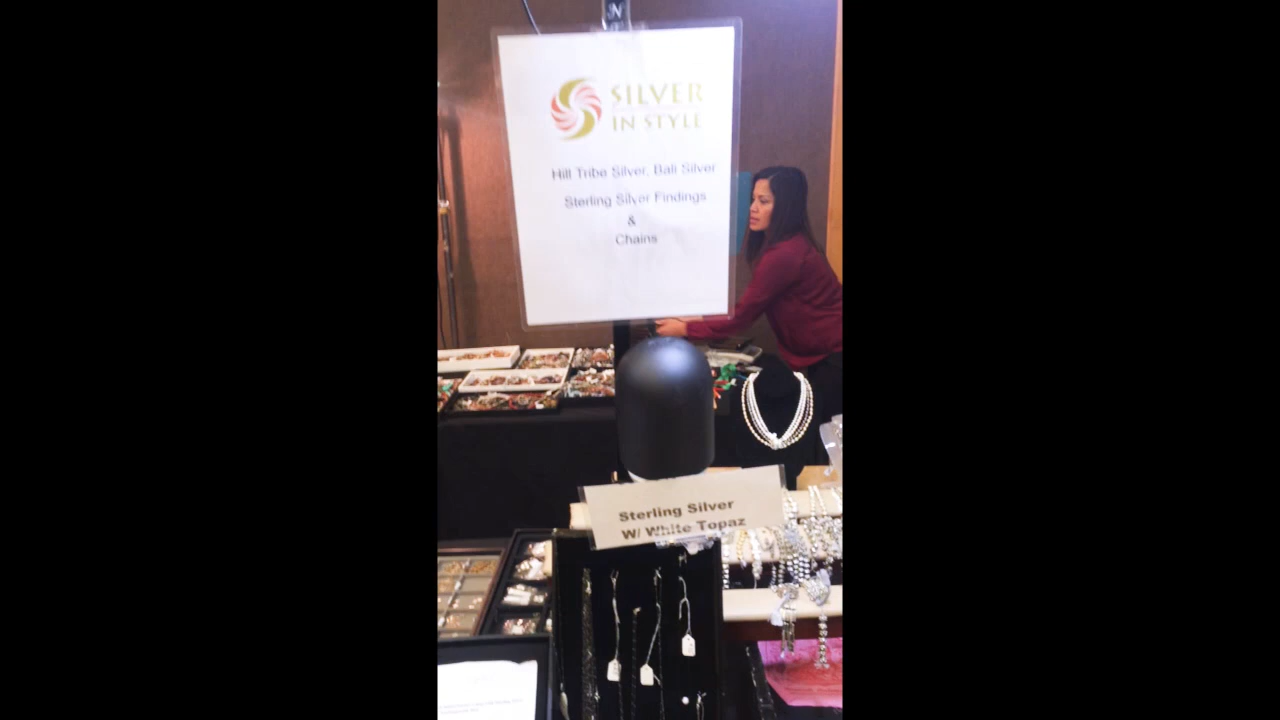 SILVER
IN STYLE
Hill Tribe Silver, Bali Silver
Sterling Silver Findings
&
Chains
Sterling Silver
W/ White Topaz